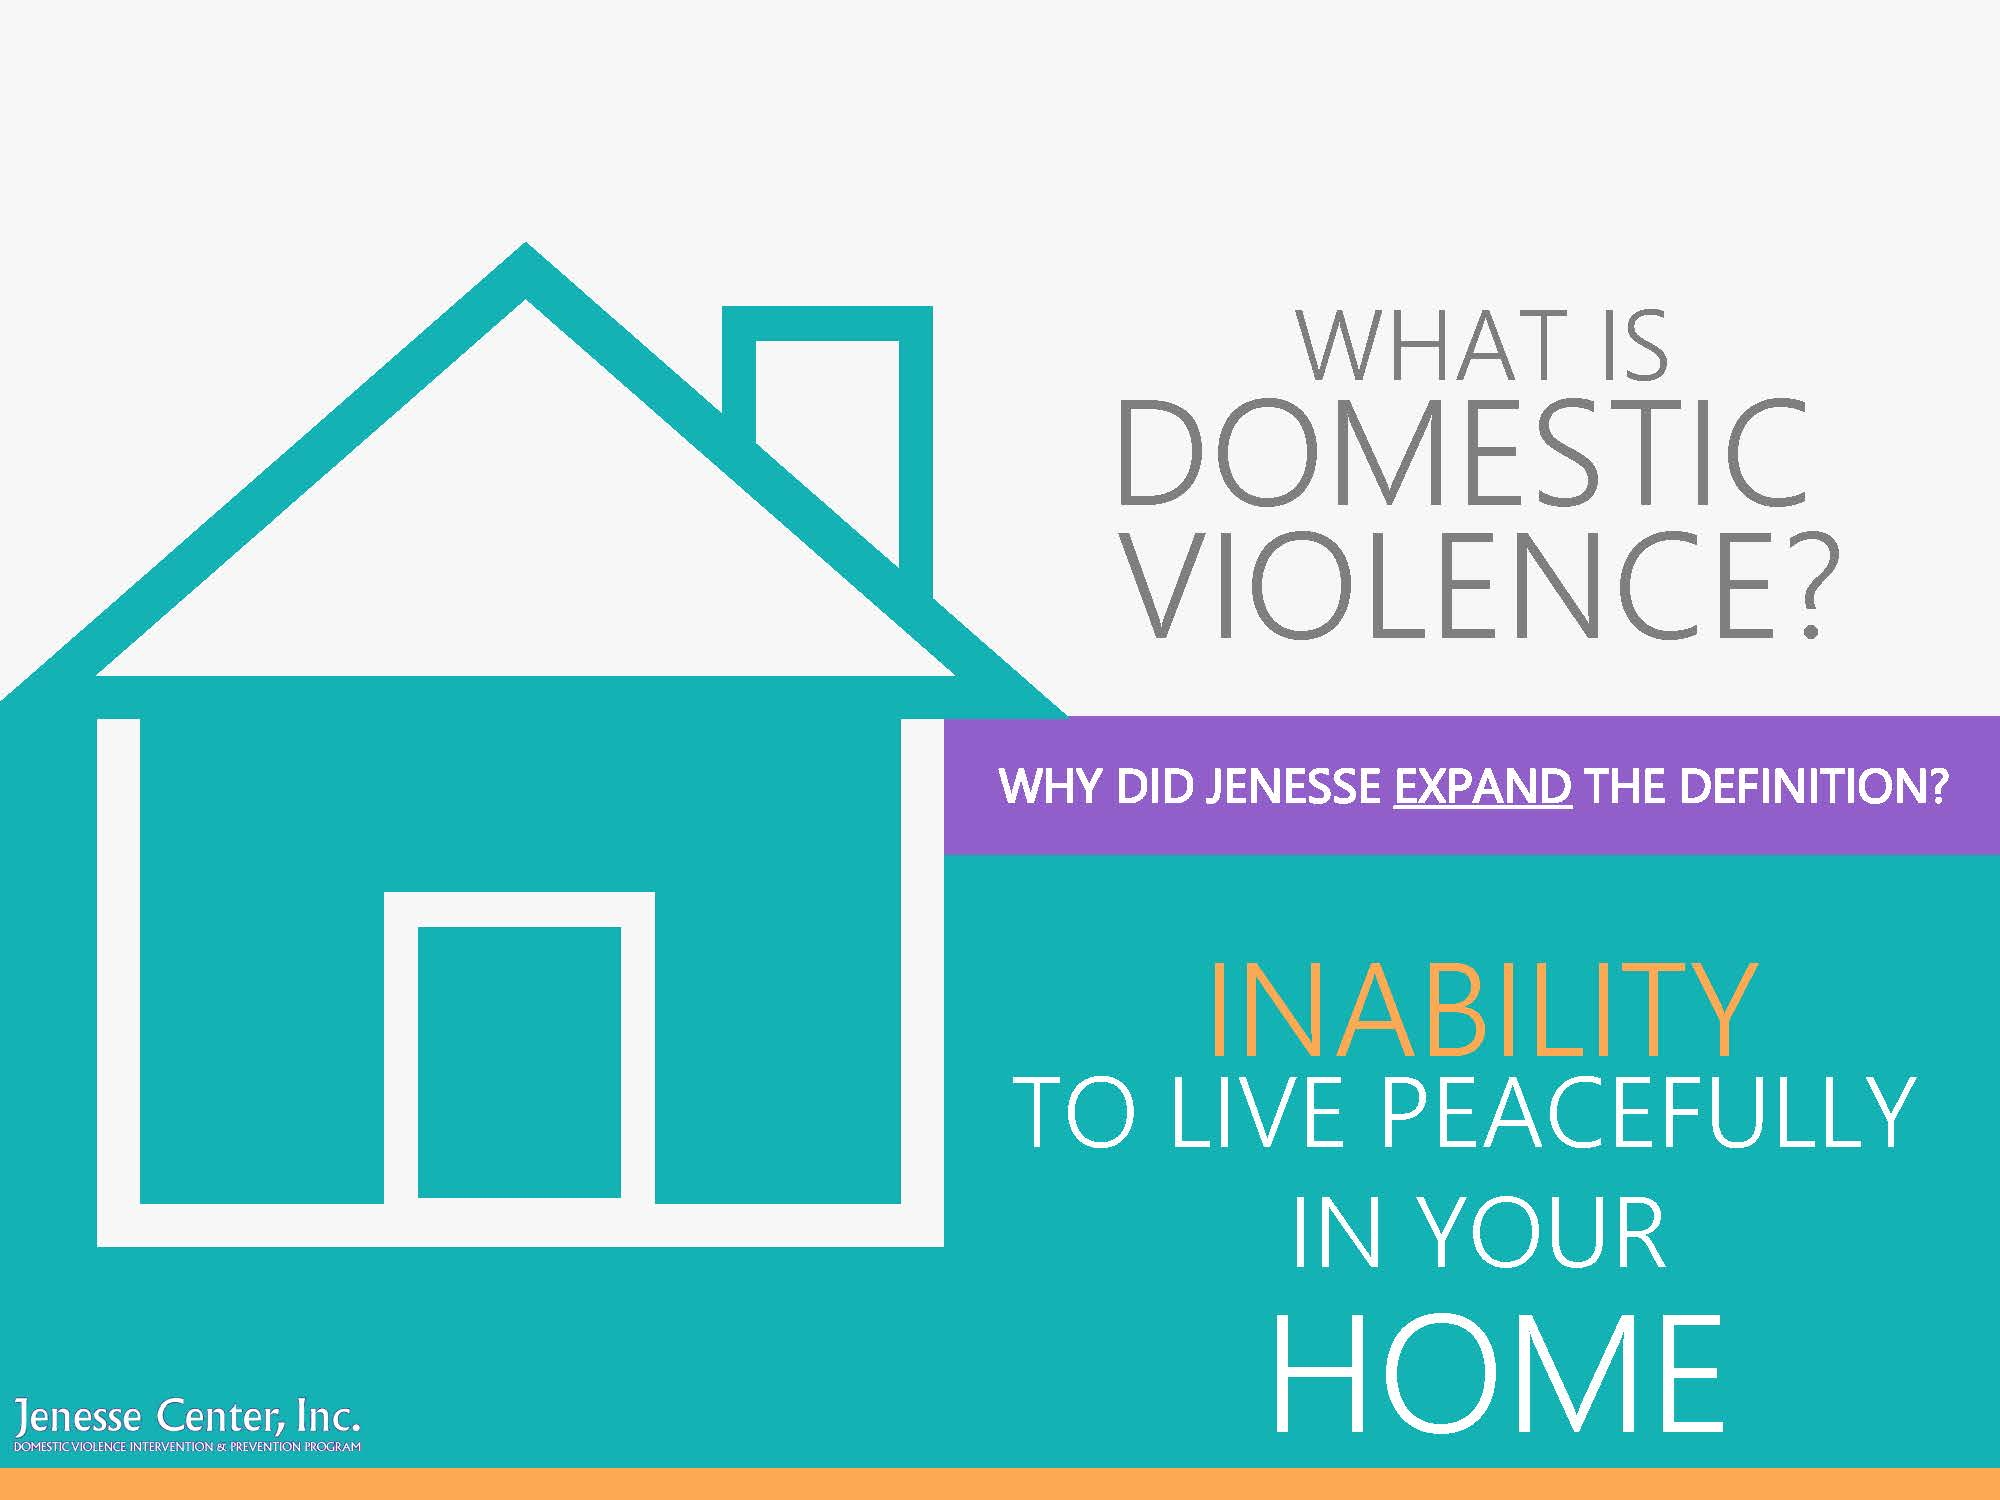 WHAT IS
DOMESTIC
VIOLENCE?
WHY DID JENESSE EXPAND THE DEFINITION?
INABILITY
TO LIVE PEACEFULLY
IN YOUR
HOME
Jenesse Center, Inc.
DOMESTIC VIOLENCE INTERVENTION & PREVENTION PROGRAM